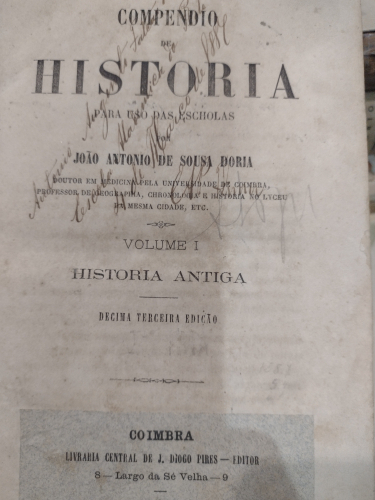 COMPENDIO
DE
HISTORIA
PARA USO DAS ESCHOLAS
POR
JOÃO ANTONIO DE SOUSA DORIA
DOUTOR EM MEDICINA PELA UNIVERSIDADE DE COIMBRA,
PROFESSOR DE GEOGRAPHIA, CHRONOLOGIA E HISTORIA NO LYCEU
DA MESMA CIDADE, ETC.
VOLUME I
HISTORIA ANTIGA
DECIMA TERCEIRA EDIÇÃO
COIMBRA
LIVRARIA CENTRAL DE J. DIOGO PIRES — EDITOR
8 — Largo da Sé Velha — 9